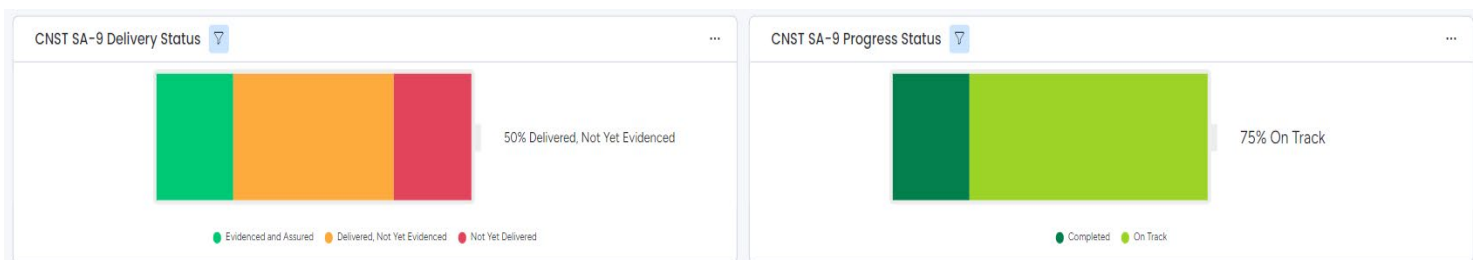 CNST SA-9 Delivery Status
50% Delivered, Not Yet Evidenced
Evidenced and Assured Delivered, Not Yet Evidenced Not Yet Delivered
CNST SA-9 Progress Status
75% On Track
Completed On Track